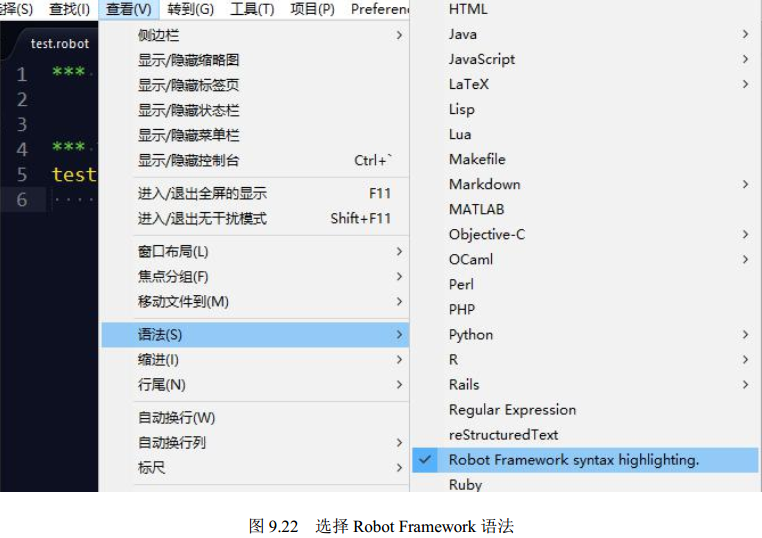 选择(S) 查找(I) 查看(V) 转到(G) 工具(T) 项目(P) Preferenc
test.robot
1 ***
2
3
4 ***
5 test
6
侧边栏
显示/隐藏缩略图
显示/隐藏标签页
显示/隐藏状态栏
显示/隐藏菜单栏
显示/隐藏控制台 Ctrl+`
进入/退出全屏的显示 F11
进入/退出无干扰模式 Shift+F11
窗口布局(L)
焦点分组(F)
移动文件到(M)
语法(S)
缩进(I)
行尾(N)
自动换行(W)
自动换行列
标尺
HTML
Java
JavaScript
LaTeX
Lisp
Lua
Makefile
Markdown
MATLAB
Objective-C
OCaml
Perl
PHP
Python
R
Rails
Regular Expression
reStructuredText
Robot Framework syntax highlighting.
Ruby
图 9.22 选择 Robot Framework 语法